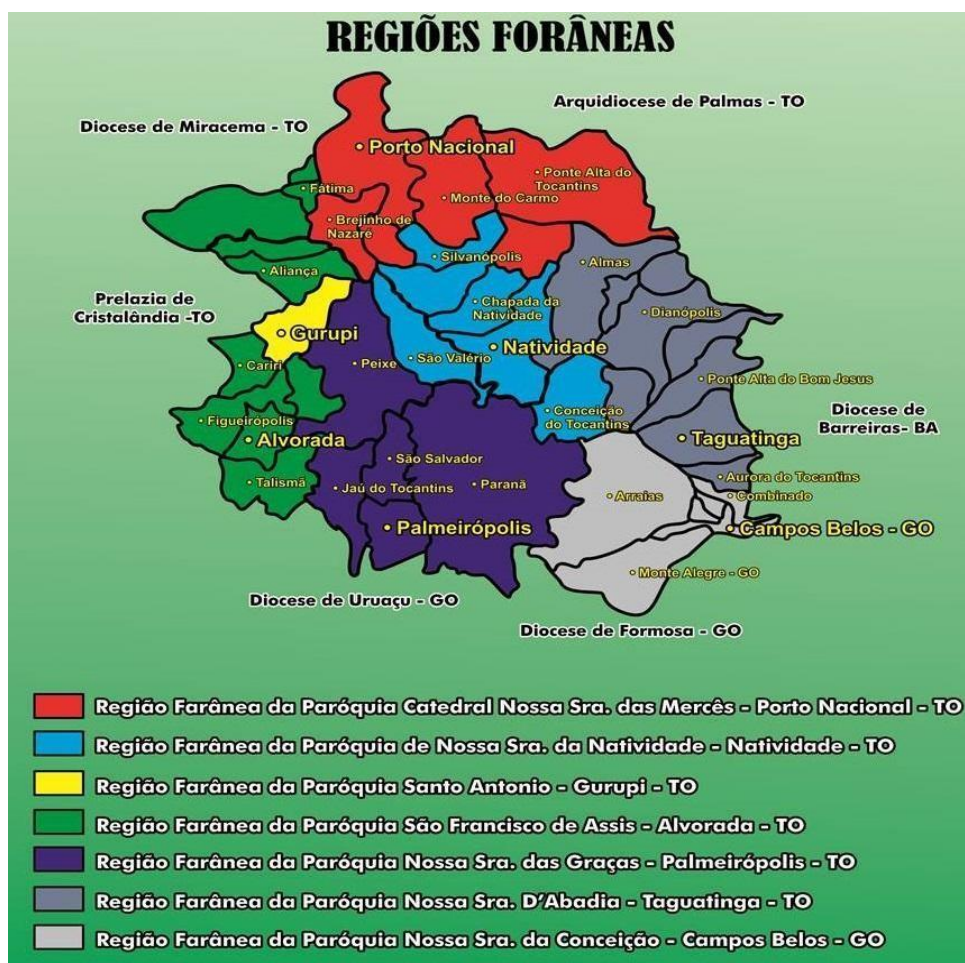 REGIÕES FORÂNEAS
Arquidiocese de Palmas - TO
Diocese de Miracema - TO
• Porto Nacional
• Ponte Alta do
Tocantins
• Fátima
• Monte do Carmo
• Brejinho de
Nazaré
• Silvanópolis
• Almas
• Aliança
Prelazia de
Cristalândia -TO
• Chapada da
Natividade
• Dianópolis
• Gurupi
• Natividade
• São Valério
• Peixe
• Cariri
• Ponte Alta do Bom Jesus
• Figueirópolis
• Conceição
do Tocantins
Diocese de
Barreiras- BA
• Alvorada
• Taguatinga
• São Salvador
• Talismã
• Jaú do Tocantins
• Paranã
• Aurora do Tocantins
• Arraias
• Combinado
• Palmeirópolis
• Campos Belos - GO
• Monte Alegre - GO
Diocese de Uruaçu - GO
Diocese de Formosa - GO
Região Farânea da Paróquia Catedral Nossa Sra. das Mercês - Porto Nacional - TO
Região Farânea da Paróquia de Nossa Sra. da Natividade - Natividade - TO
Região Farânea da Paróquia Santo Antonio - Gurupi - TO
Região Farânea da Paróquia São Francisco de Assis - Alvorada - TO
Região Farânea da Paróquia Nossa Sra. das Graças - Palmeirópolis - TO
Região Farânea da Paróquia Nossa Sra. D'Abadia - Taguatinga - TO
Região Farânea da Paróquia Nossa Sra. da Conceição - Campos Belos - GO